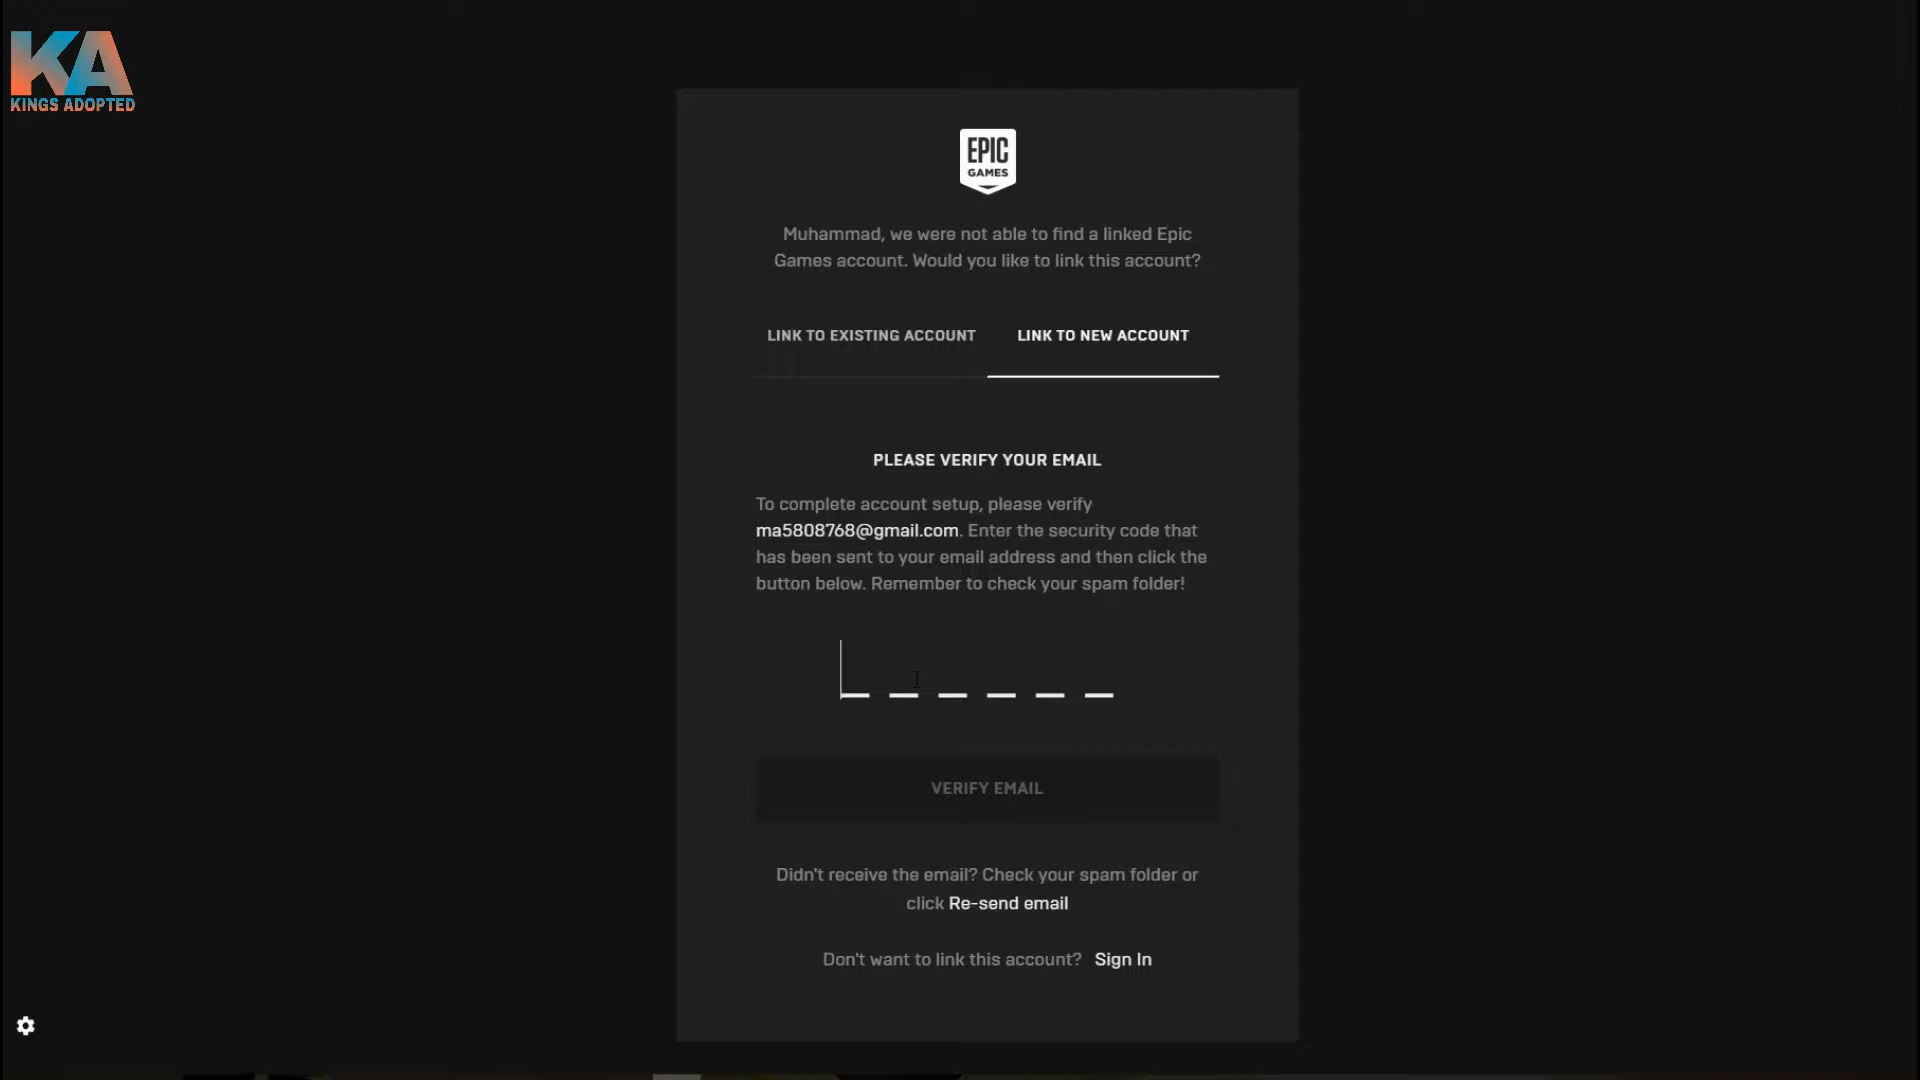 KA
KINGS ADOPTED
EPIC
GAMES
Muhammad, we were not able to find a linked Epic
Games account. Would you like to link this account?
LINK TO EXISTING ACCOUNT LINK TO NEW ACCOUNT
PLEASE VERIFY YOUR EMAIL
To complete account setup, please verify
ma5808768@gmail.com. Enter the security code that
has been sent to your email address and then click the
button below. Remember to check your spam folder!
VERIFY EMAIL
Didn't receive the email? Check your spam folder or
click Re-send email
Don't want to link this account? Sign In